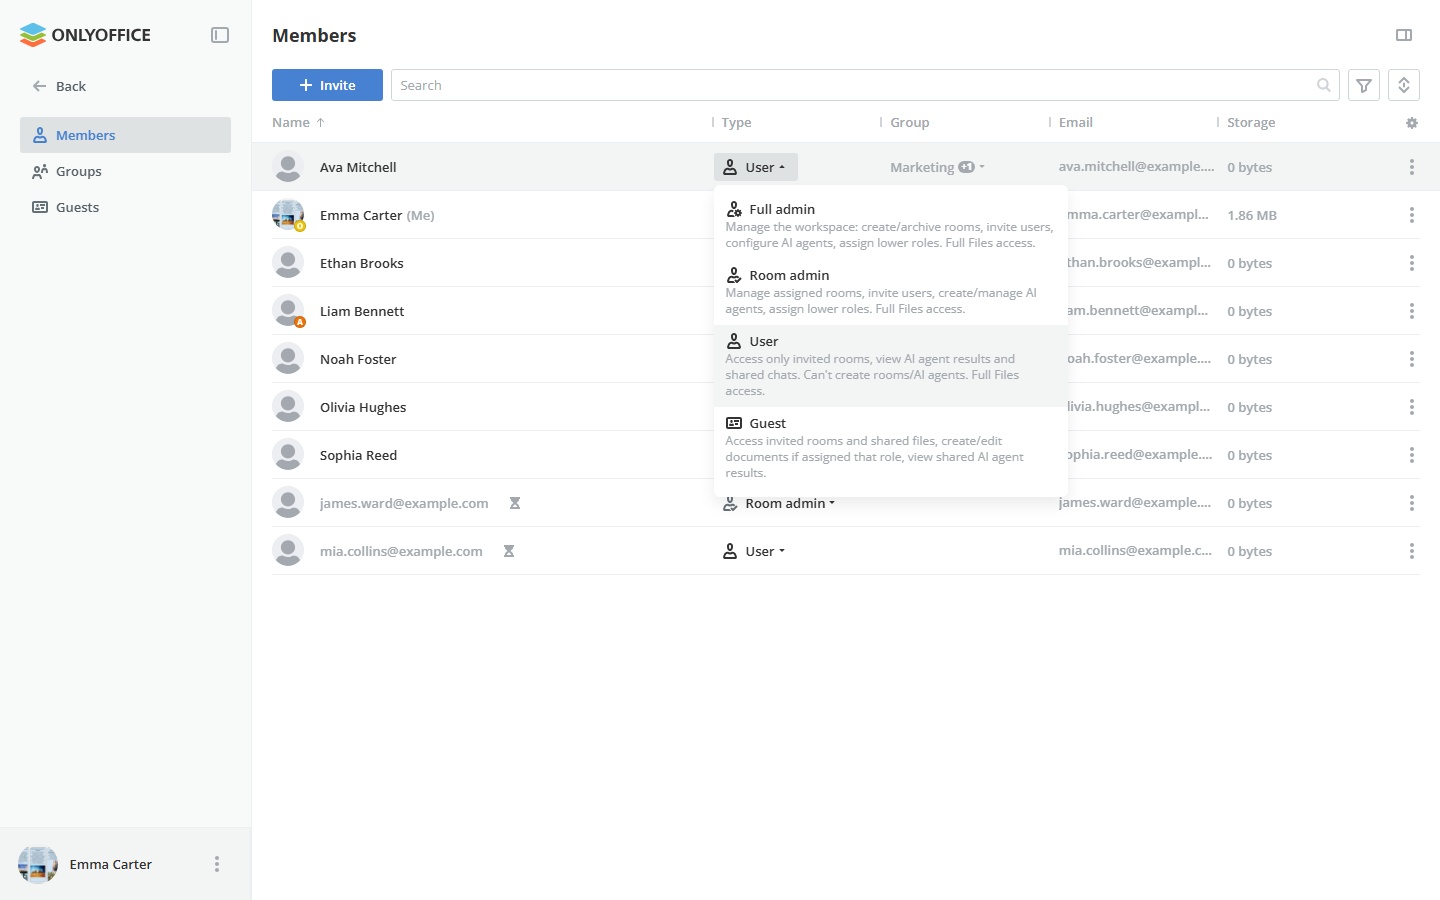 ONLYOFFICE
Back
Members
Groups
Guests
Emma Carter
Members
Invite
Search
Name
Type
Group
Email
Storage
Ava Mitchell
User
Marketing +1
ava.mitchell@example....
0 bytes
Emma Carter (Me)
mma.carter@exampl...
1.86 MB
Ethan Brooks
than.brooks@exampl...
0 bytes
Liam Bennett
am.bennett@exampl...
0 bytes
Noah Foster
oah.foster@example....
0 bytes
Olivia Hughes
livia.hughes@exampl...
0 bytes
Sophia Reed
ophia.reed@example....
0 bytes
james.ward@example.com
Room admin
james.ward@example....
0 bytes
mia.collins@example.com
User
mia.collins@example.c...
0 bytes
Full admin
Manage the workspace: create/archive rooms, invite users,
configure AI agents, assign lower roles. Full Files access.
Room admin
Manage assigned rooms, invite users, create/manage AI
agents, assign lower roles. Full Files access.
User
Access only invited rooms, view AI agent results and
shared chats. Can't create rooms/AI agents. Full Files
access.
Guest
Access invited rooms and shared files, create/edit
documents if assigned that role, view shared AI agent
results.